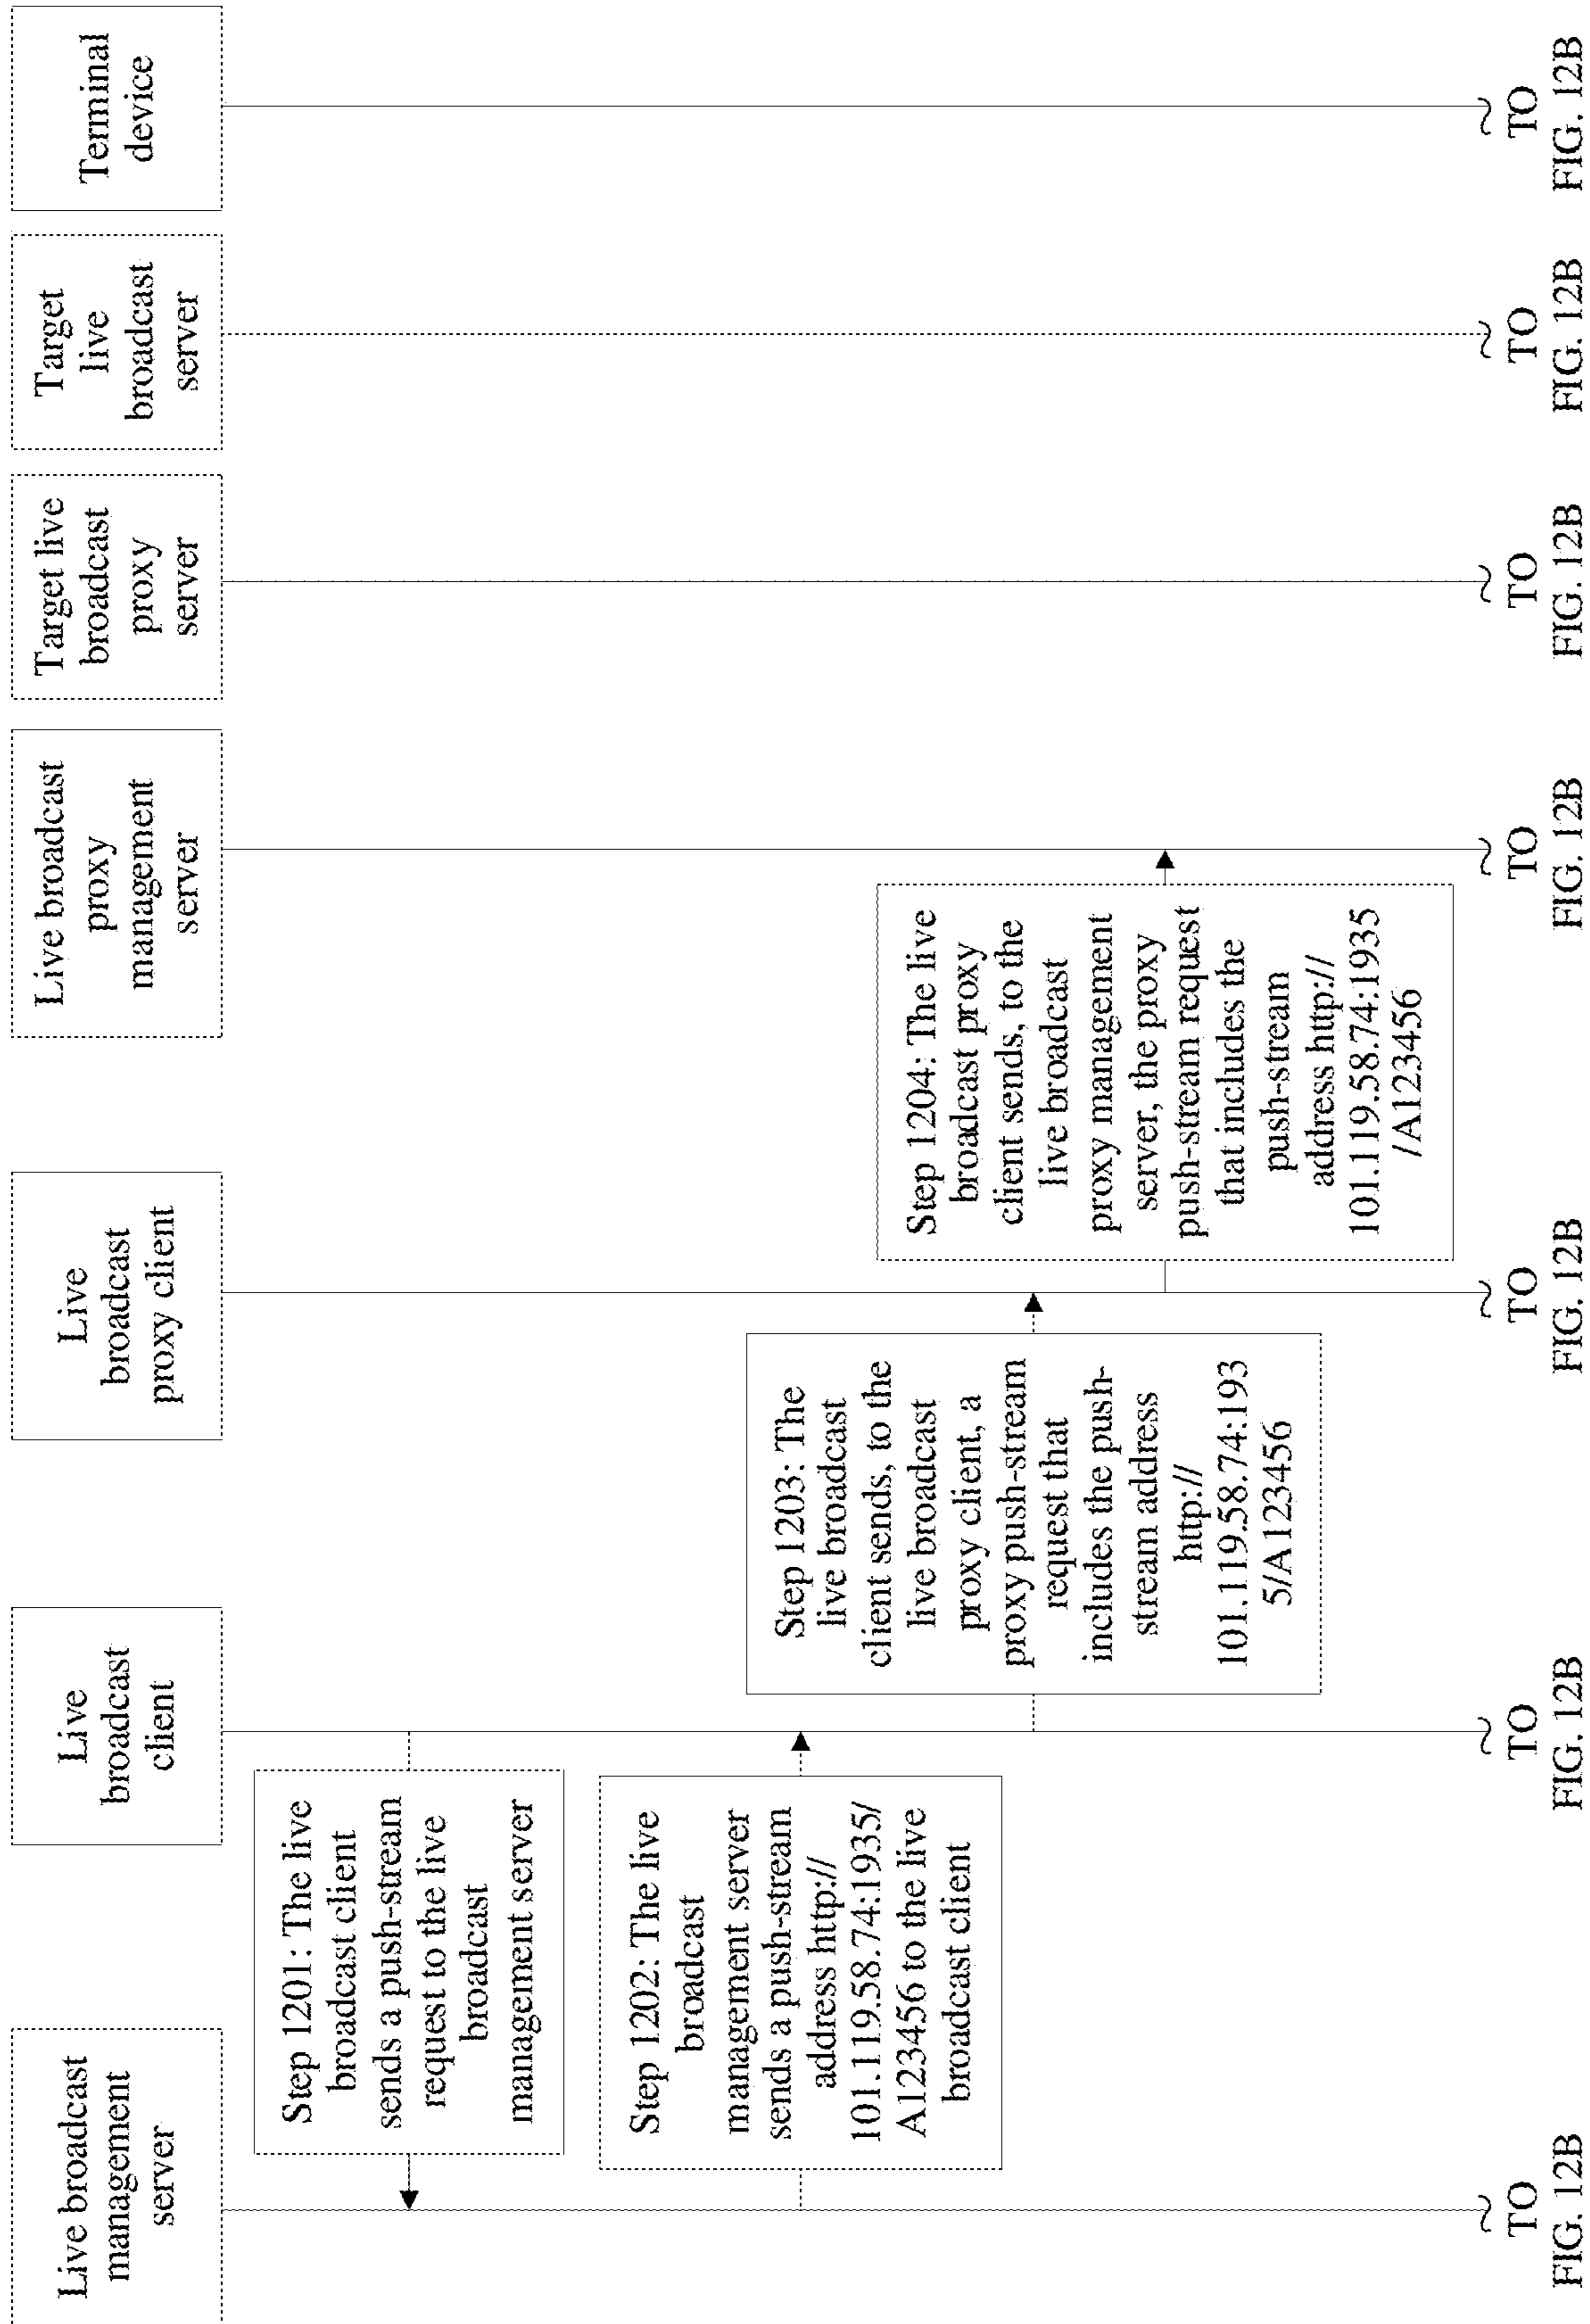 Live broadcast
management
server
Live
broadcast
client
Live
broadcast
proxy client
Live broadcast
proxy
management
server
Target live
broadcast
proxy
server
Target
live
broadcast
server
Terminal
device
Step 1201: The live
broadcast client
sends a push-stream
request to the live
broadcast
management server
Step 1202: The live
broadcast
management server
sends a push-stream
address http://
101.119.58.74:1935/
A123456 to the live
broadcast client
Step 1203: The
live broadcast
client sends, to the
live broadcast
proxy client, a
proxy push-stream
request that
includes the push-
stream address
http://
101.119.58.74:193
5/A123456
Step 1204: The live
broadcast proxy
client sends, to the
live broadcast
proxy management
server, the proxy
push-stream request
that includes the
push-stream
address http://
101.119.58.74:1935
/A123456
TO
FIG. 12B
TO
FIG. 12B
TO
FIG. 12B
TO
FIG. 12B
TO
FIG. 12B
TO
FIG. 12B
TO
FIG. 12B